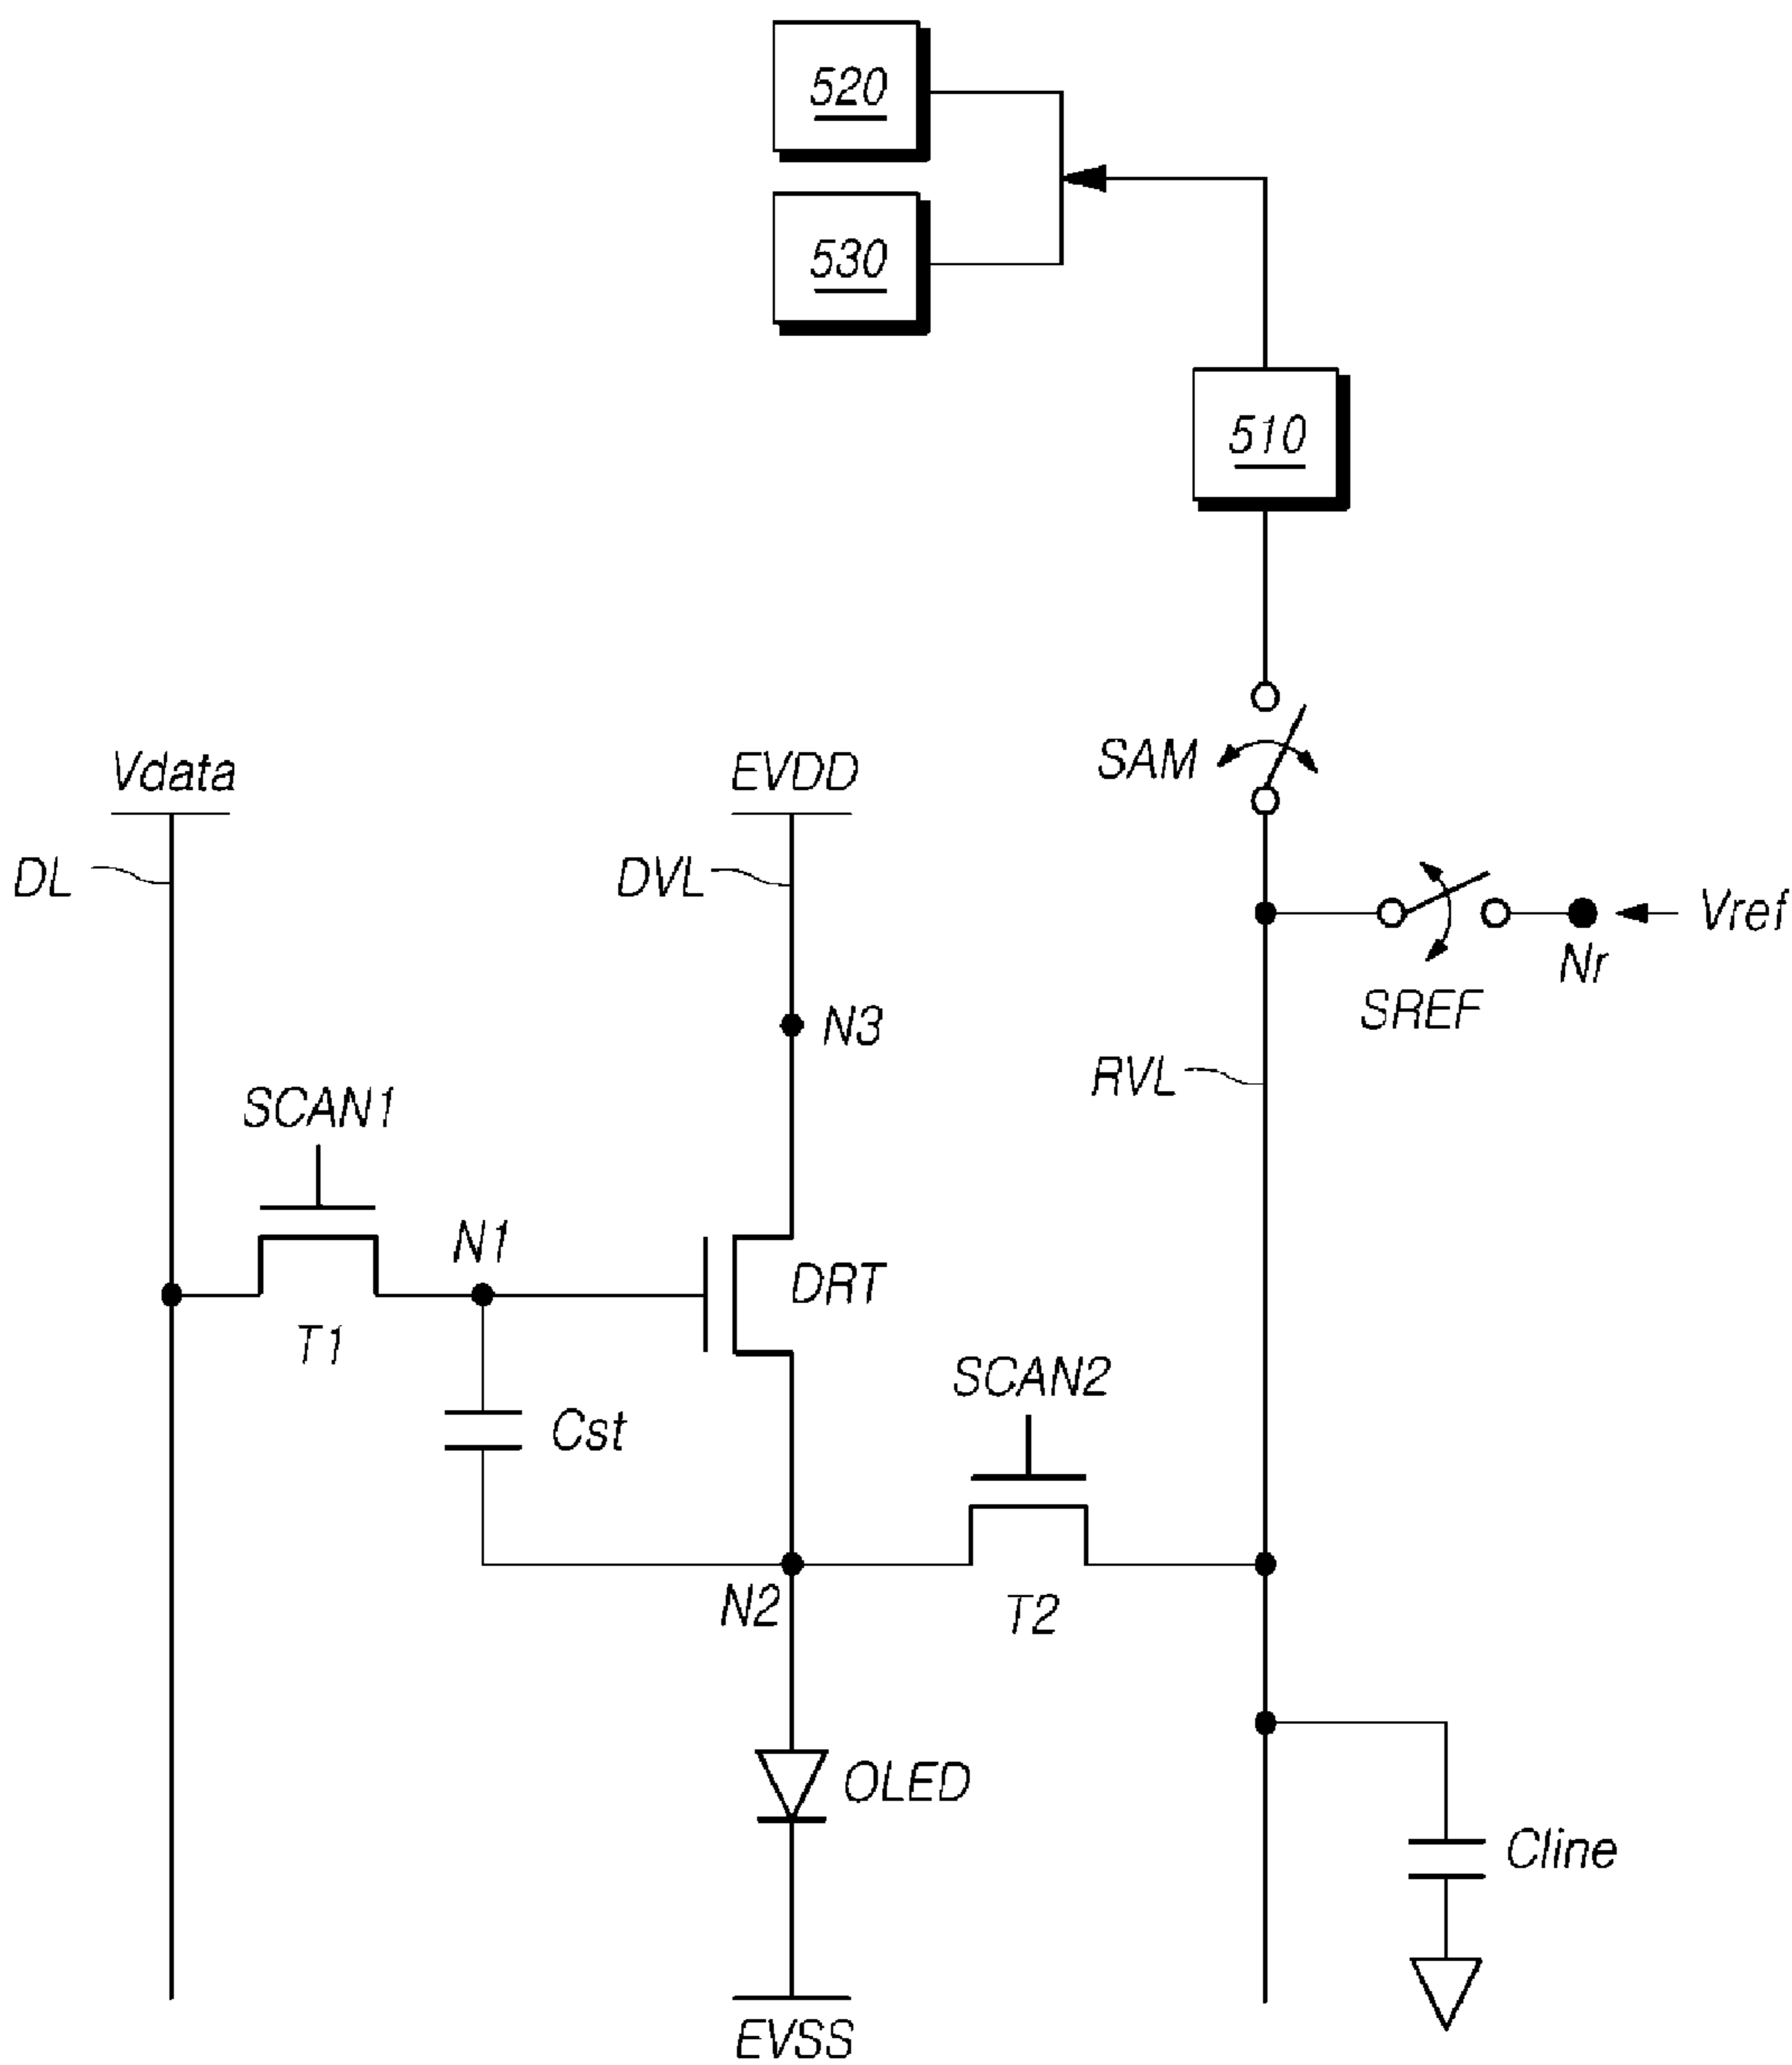 520
530
510
SAM
Vdata
EVDD
DL
DVL
Vref
Nr
SREF
N3
RVL
SCAN1
N1
DRT
T1
SCAN2
Cst
N2
T2
OLED
Cline
EVSS